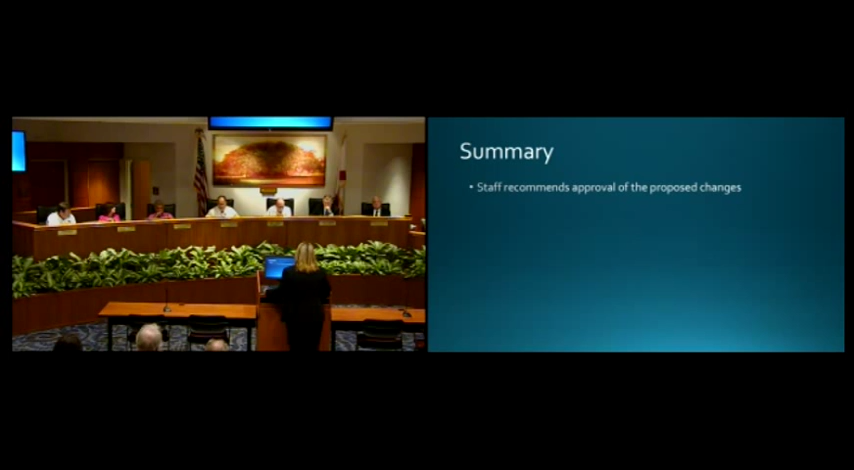 Summary
• Staff recommends approval of the proposed changes